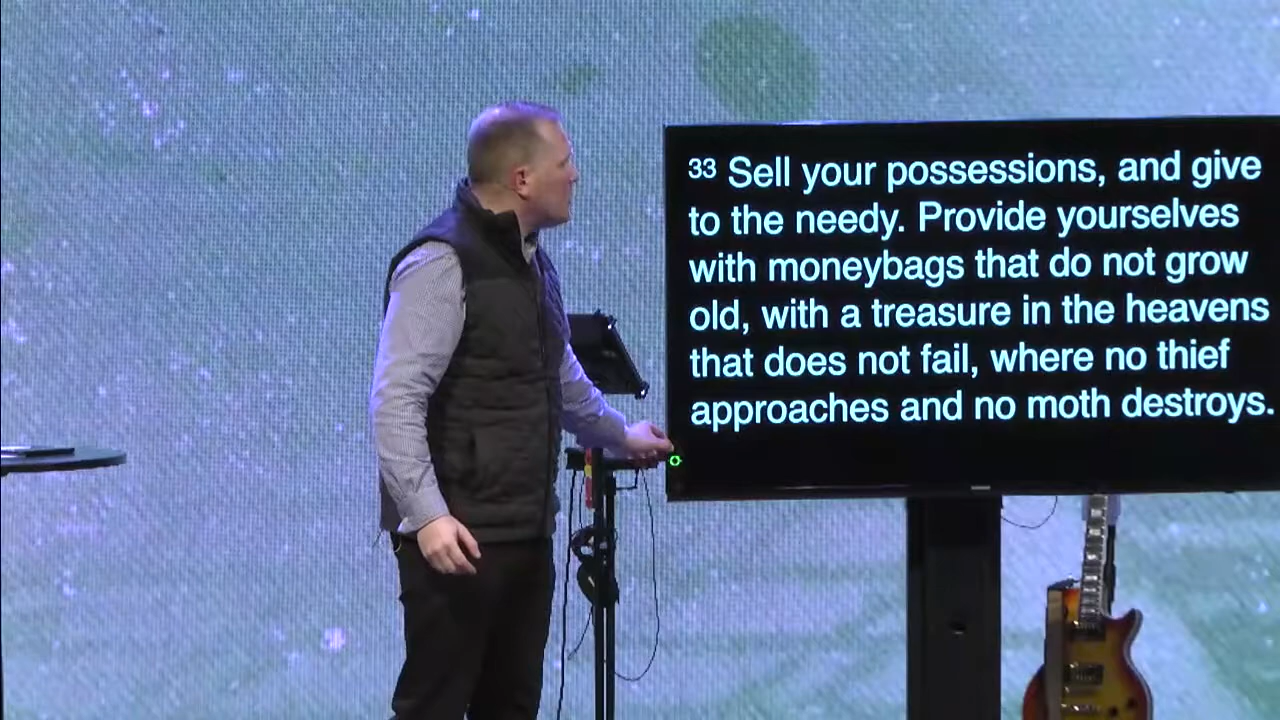 33 Sell your possessions, and give
to the needy. Provide yourselves
with moneybags that do not grow
old, with a treasure in the heavens
that does not fail, where no thief
approaches and no moth destroys.